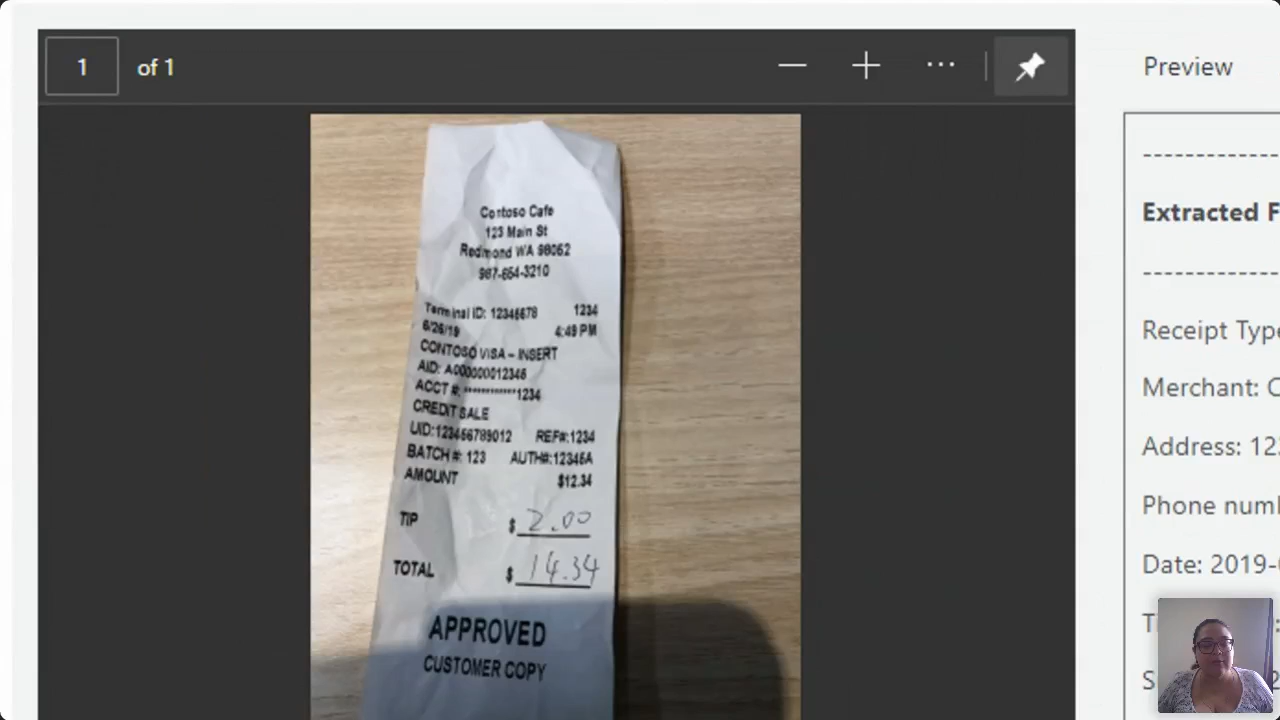 1 of 1
Preview
Contoso Cafe
123 Main St
Redmond WA 98052
987-654-3210
Terminal ID: 12345678 1234
6/26/19 4:49 PM
CONTOSO VISA – INSERT
AID: A000000012345
ACCT #: ************1234
CREDIT SALE
UID:123456789012 REF#:1234
BATCH #: 123 AUTH#:12345A
AMOUNT $12.34
TIP $ 2.00
TOTAL $ 14.34
APPROVED
CUSTOMER COPY
Extracted F
Receipt Type
Merchant: C
Address: 12
Phone numb
Date: 2019-